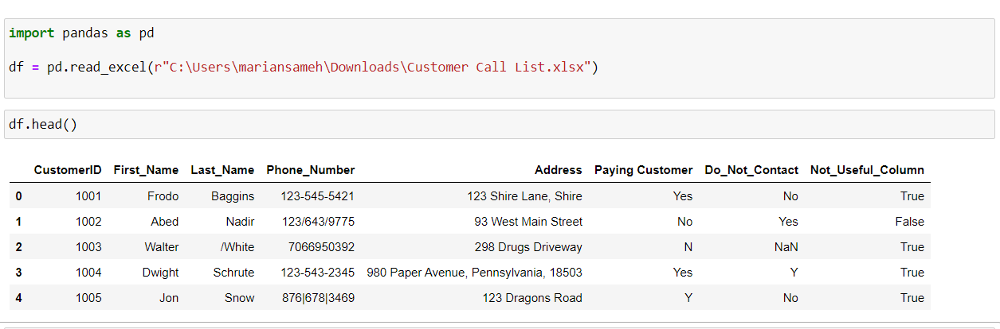 import pandas as pd
df = pd.read_excel(r"C:\Users\mariansameh\Downloads\Customer Call List.xlsx")
df.head()
CustomerID First_Name Last_Name Phone_Number Address Paying Customer Do_Not_Contact Not_Useful_Column
0 1001 Frodo Baggins 123-545-5421 123 Shire Lane, Shire Yes No True
1 1002 Abed Nadir 123/643/9775 93 West Main Street No Yes False
2 1003 Walter /White 7066950392 298 Drugs Driveway N NaN True
3 1004 Dwight Schrute 123-543-2345 980 Paper Avenue, Pennsylvania, 18503 Yes Y True
4 1005 Jon Snow 876|678|3469 123 Dragons Road Y No True